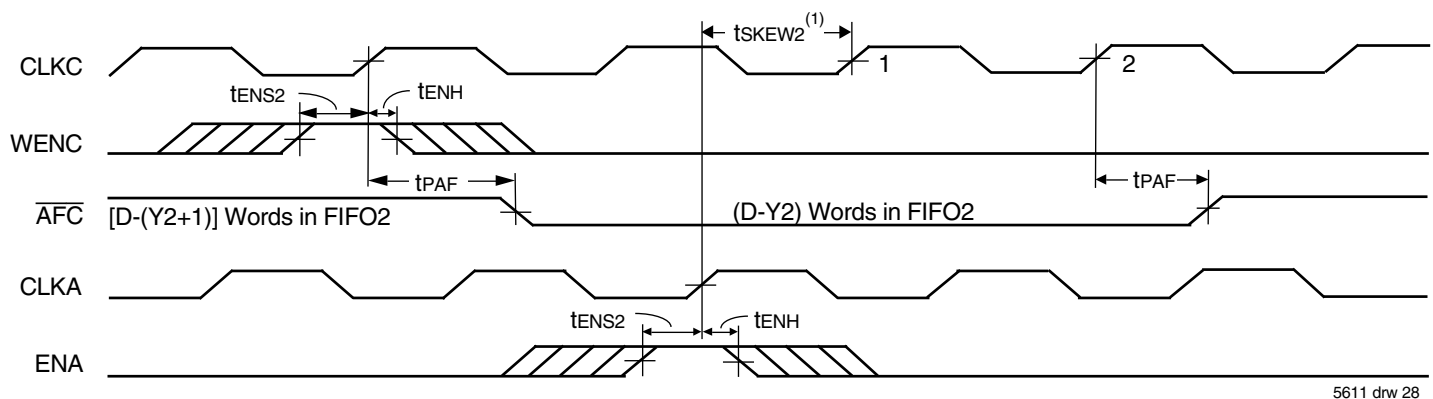 tSKEW2(1)
CLKC
1
2
tENS2
tENH
WENC
tPAF
tPAF
AFC
[D-(Y2+1)] Words in FIFO2
(D-Y2) Words in FIFO2
CLKA
tENS2
tENH
ENA
5611 drw 28